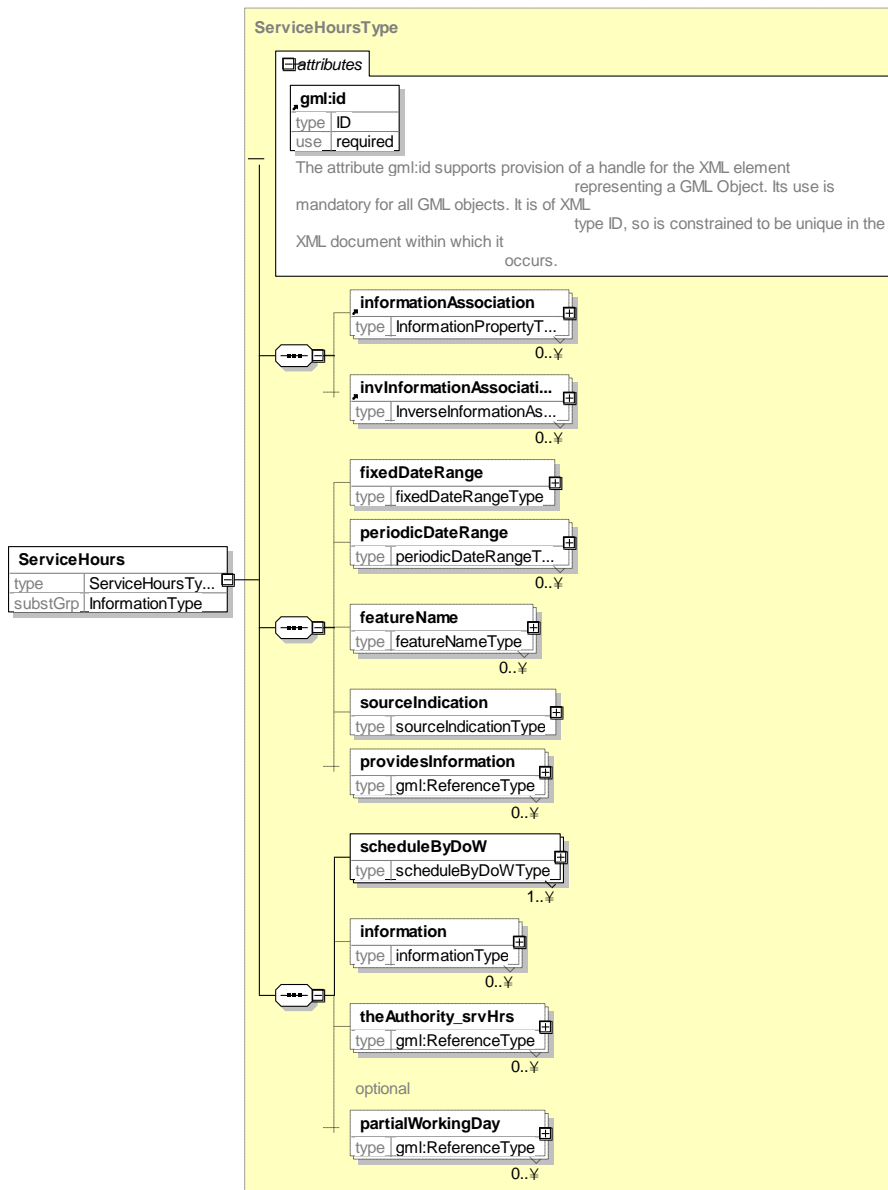 ServiceHoursType
attributes
gml:id
type ID
use required
The attribute gml:id supports provision of a handle for the XML element
representing a GML Object. Its use is
mandatory for all GML objects. It is of XML
type ID, so is constrained to be unique in the
XML document within which it
occurs.
informationAssociation
type InformationPropertyT...
0..¥
invInformationAssociati...
type InverseInformationAs...
0..¥
fixedDateRange
type fixedDateRangeType
periodicDateRange
type periodicDateRangeT...
0..¥
ServiceHours
type ServiceHoursTy...
substGrp InformationType
featureName
type featureNameType
0..¥
sourceIndication
type sourceIndicationType
providesInformation
type gml:ReferenceType
0..¥
scheduleByDoW
type scheduleByDoWType
1..¥
information
type informationType
0..¥
theAuthority_srvHrs
type gml:ReferenceType
0..¥
optional
partialWorkingDay
type gml:ReferenceType
0..¥